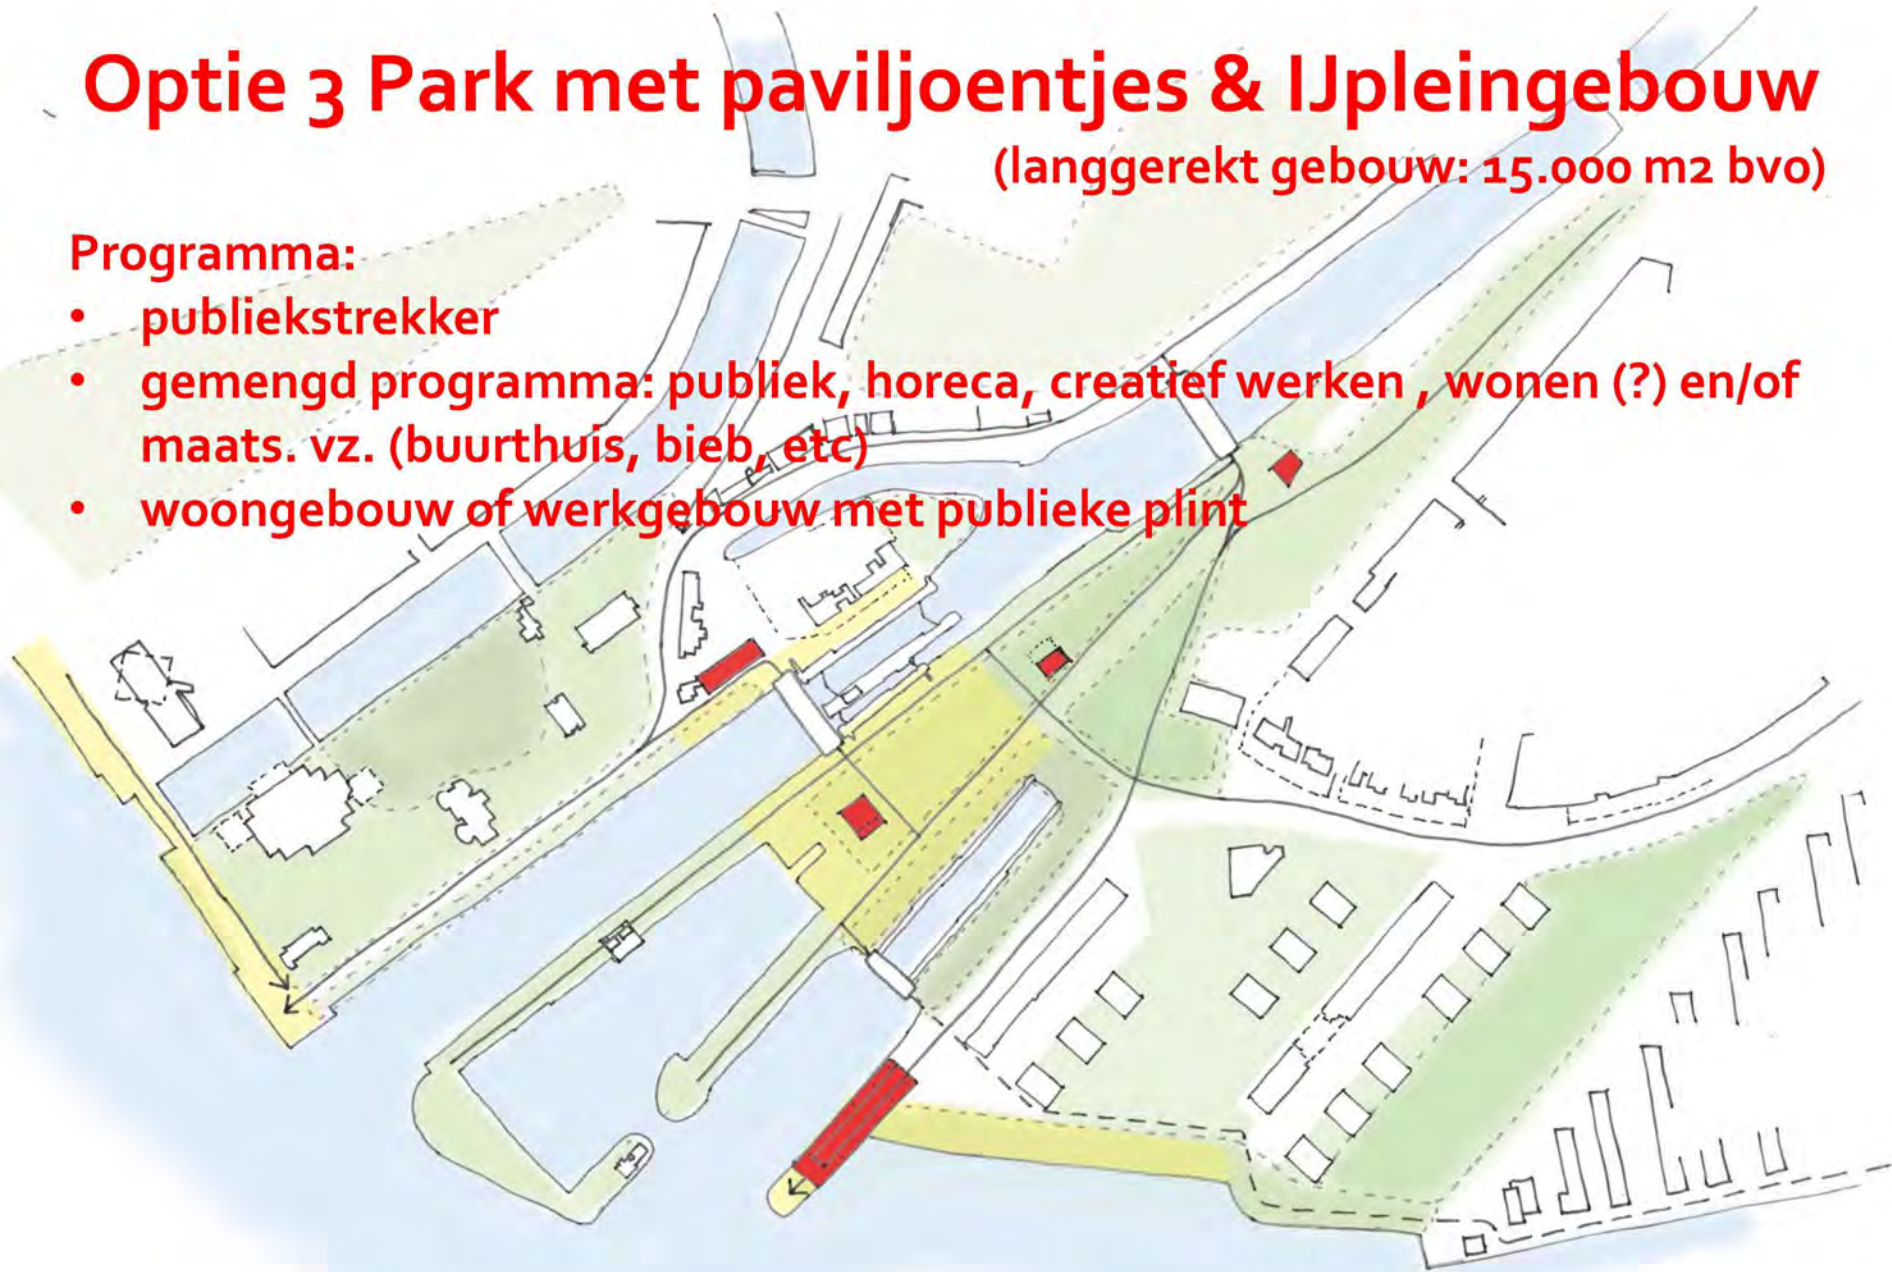 Optie 3 Park met paviljoentjes & IJpleingebouw
(langgerekt gebouw: 15.000 m2 bvo)
Programma:
• publiekstrekker
• gemengd programma: publiek, horeca, creatief werken , wonen (?) en/of
maats. vz. (buurthuis, bieb, etc)
• woongebouw of werkgebouw met publieke plint